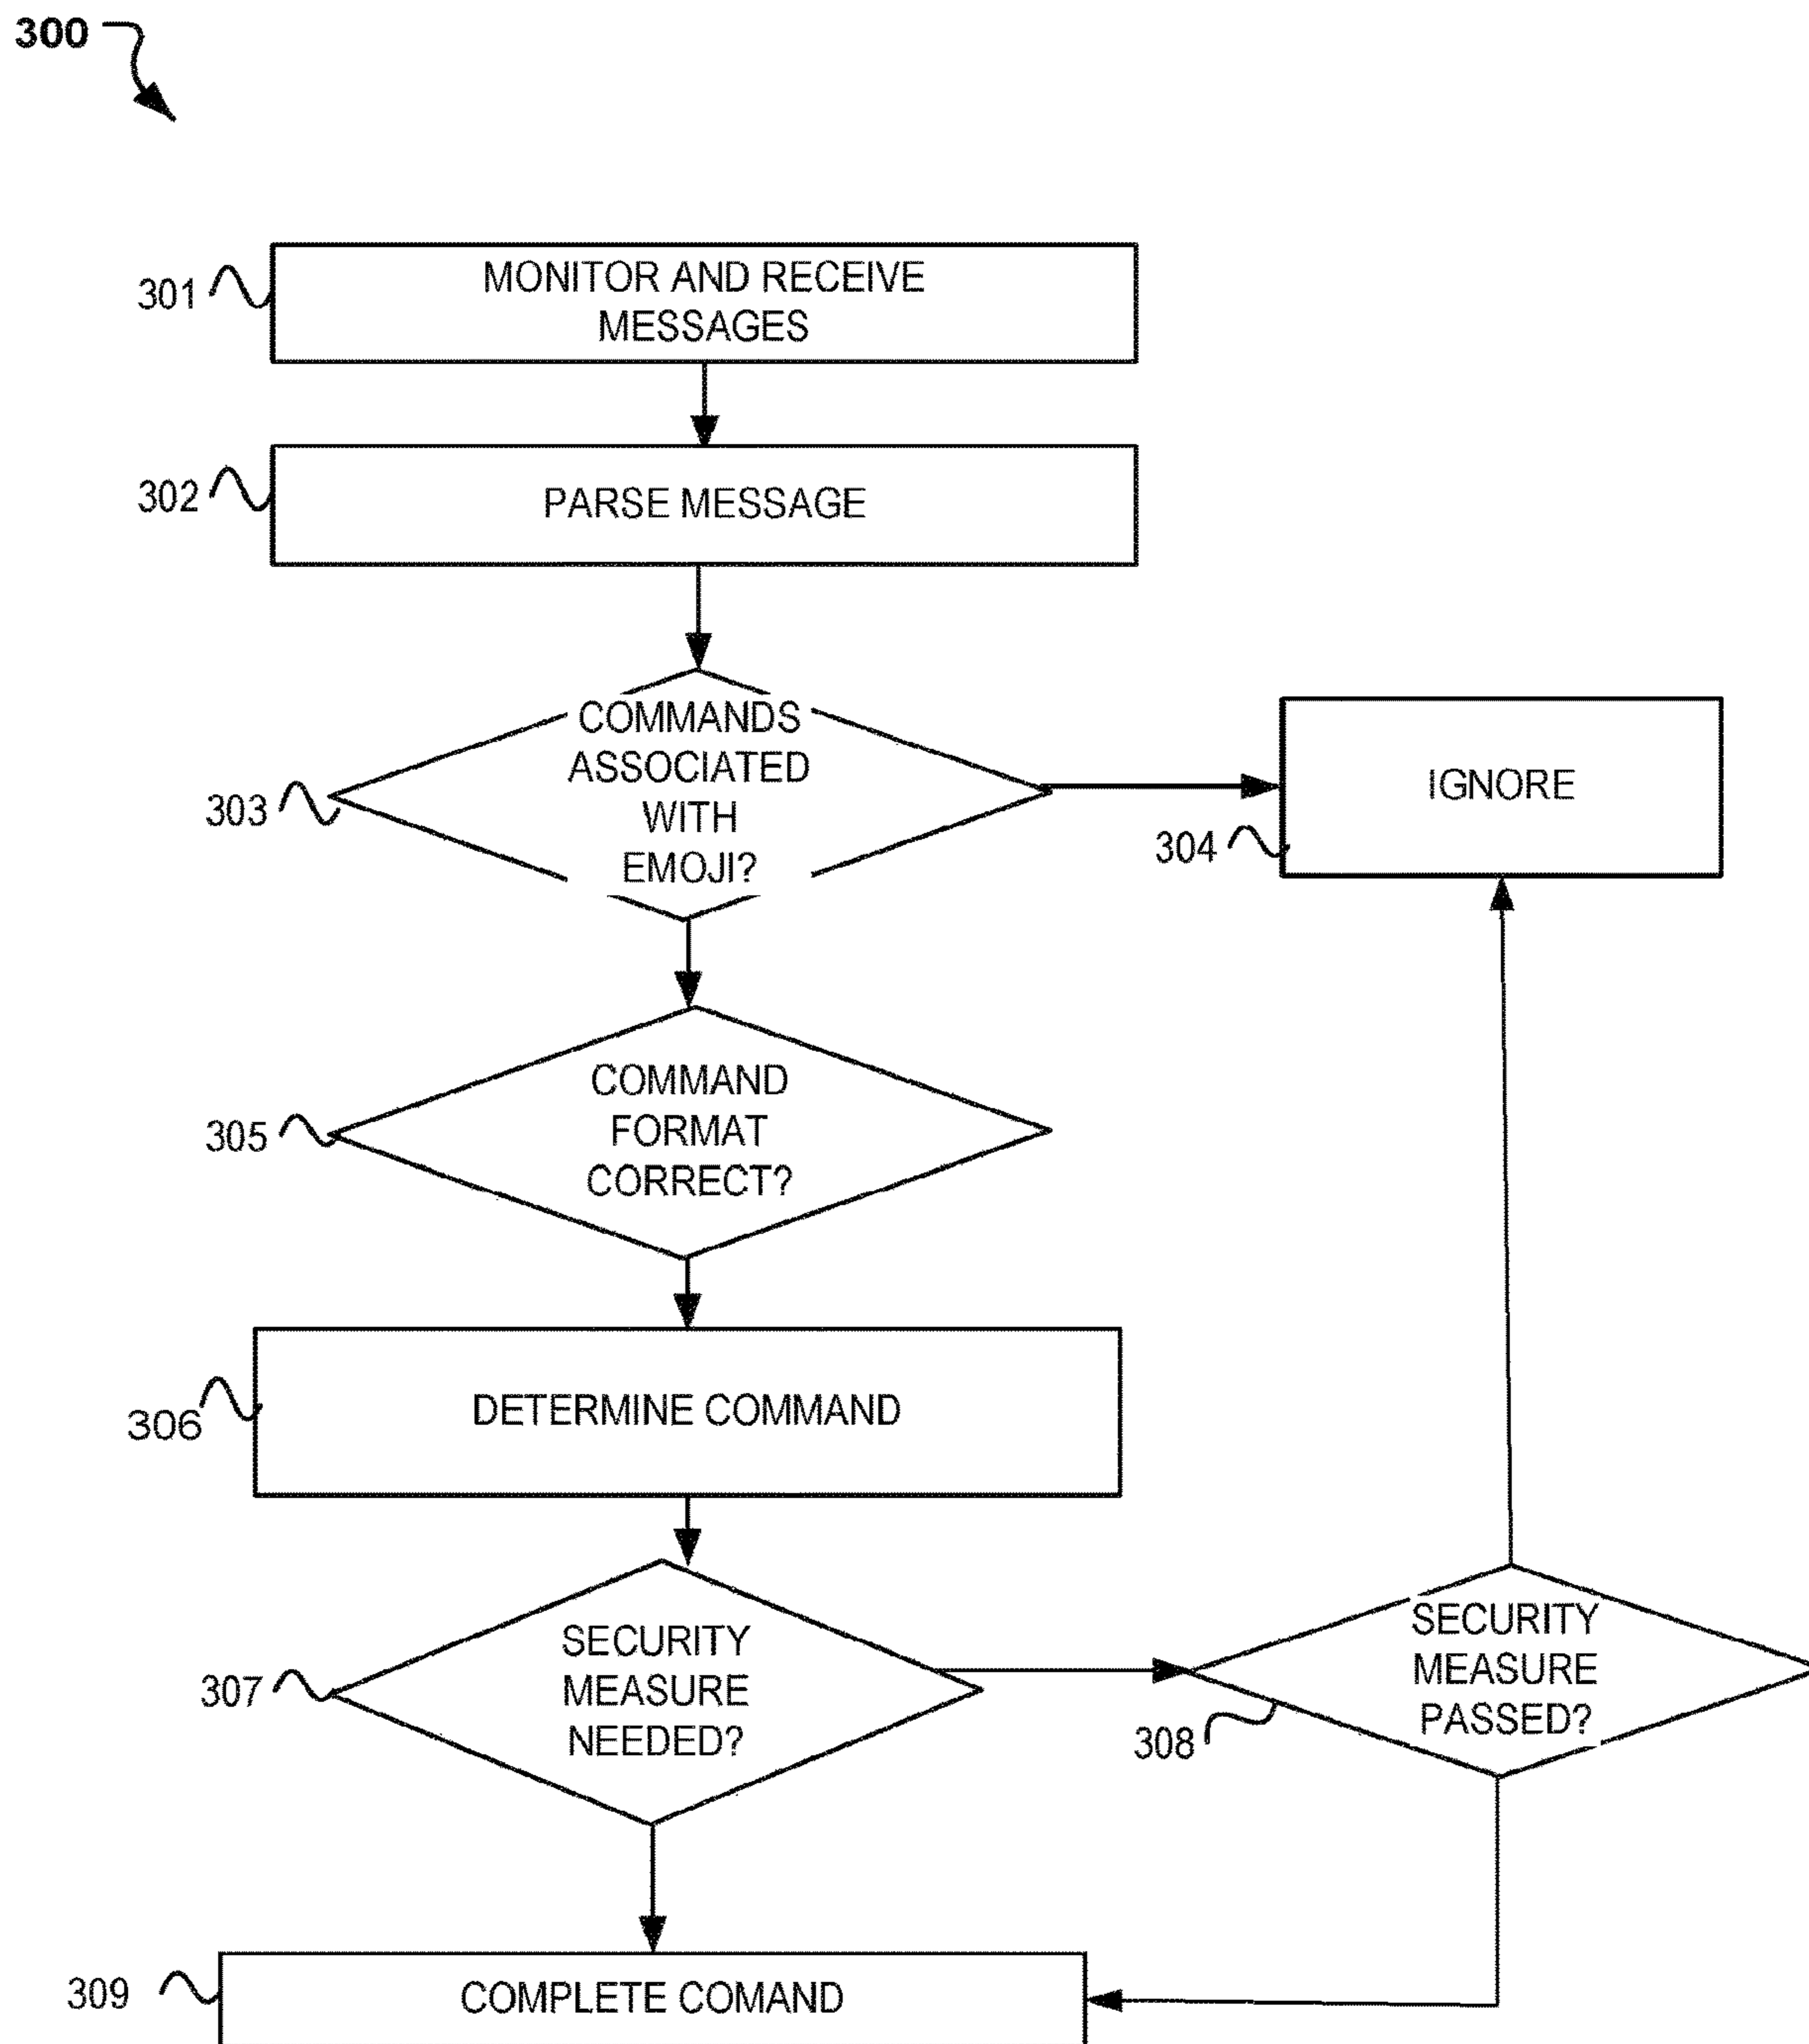 300
301
MONITOR AND RECEIVE
MESSAGES
302
PARSE MESSAGE
303
COMMANDS
ASSOCIATED
WITH
EMOJI?
304
IGNORE
305
COMMAND
FORMAT
CORRECT?
306
DETERMINE COMMAND
307
SECURITY
MEASURE
NEEDED?
308
SECURITY
MEASURE
PASSED?
309
COMPLETE COMAND